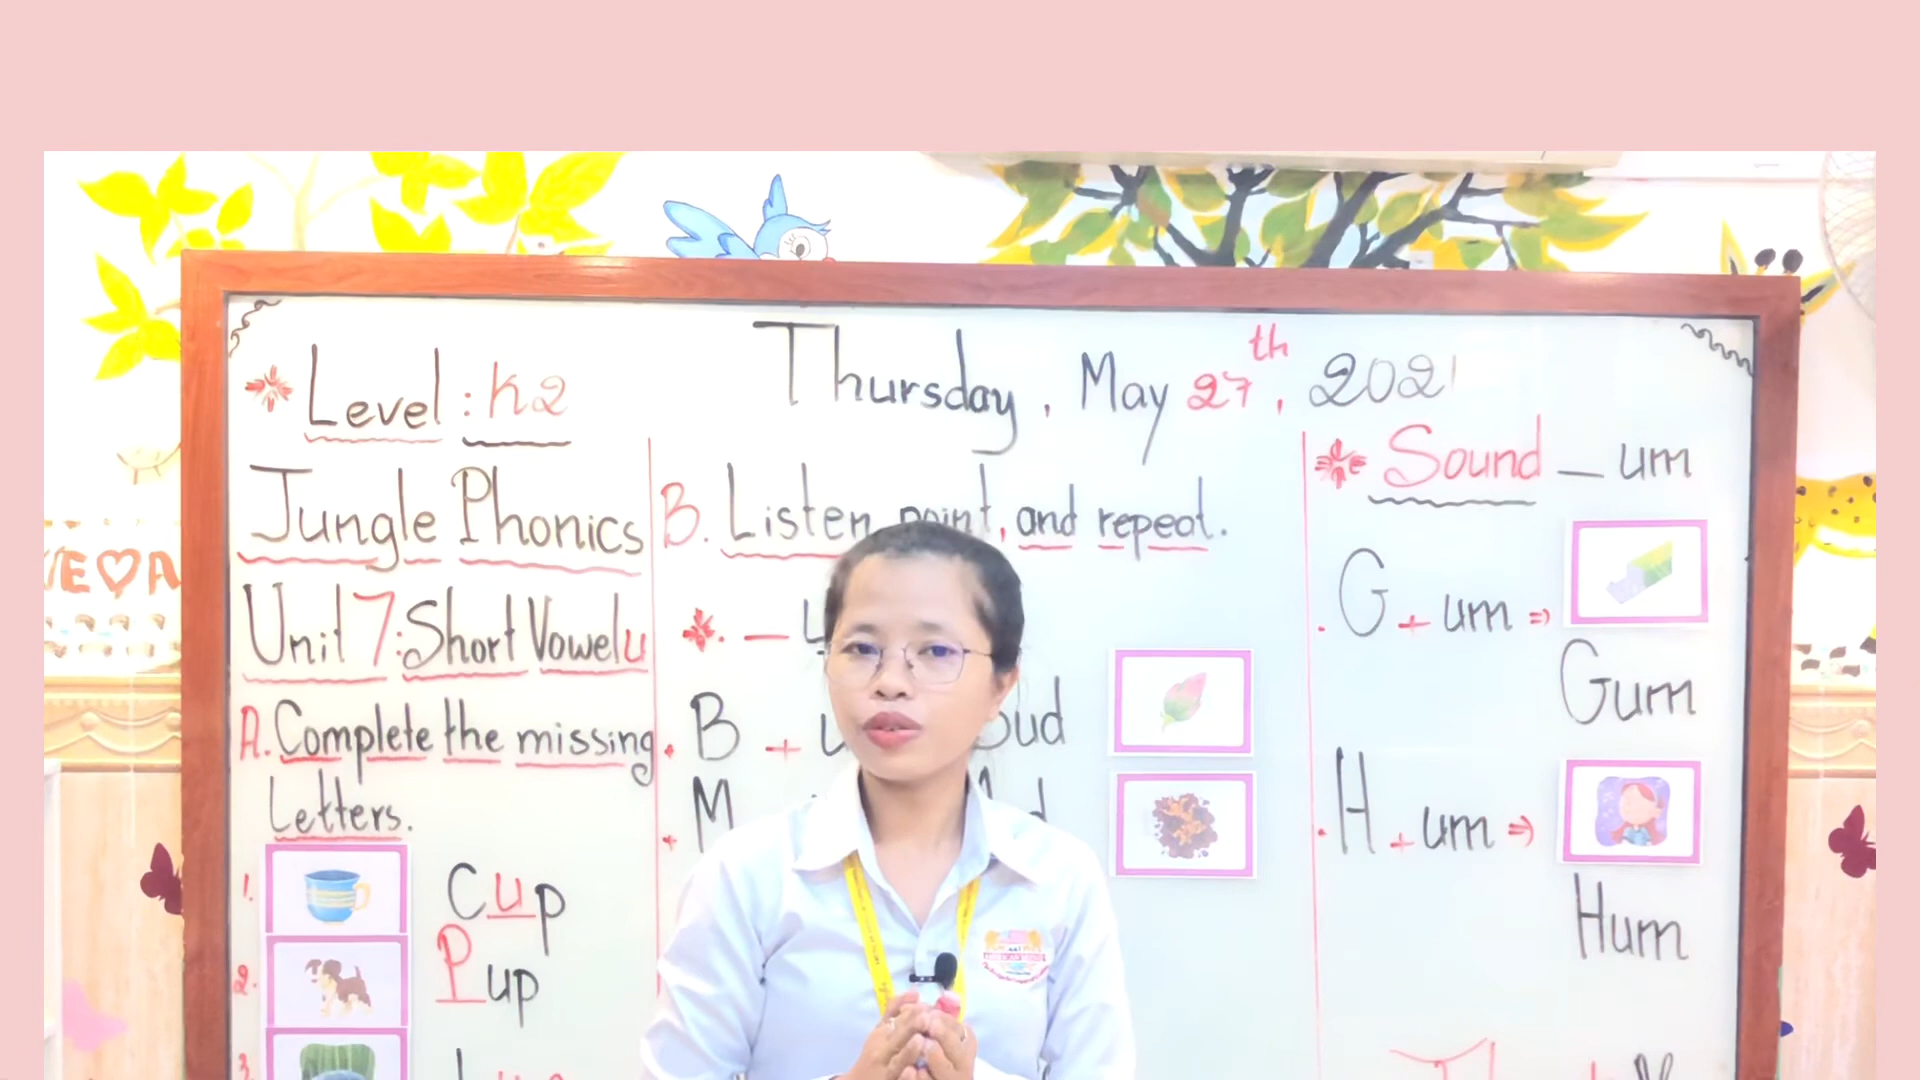 Thursday, May 27th, 2021
* Level : K2
Jungle Phonics
Unit 7: Short Vowel u
A. Complete the missing
Letters.
1. Cup
2. Pup
3.
B. Listen, point, and repeat.
B +
M
* Sound _ um
G + um ⇒
Gum
H + um ⇒
Hum